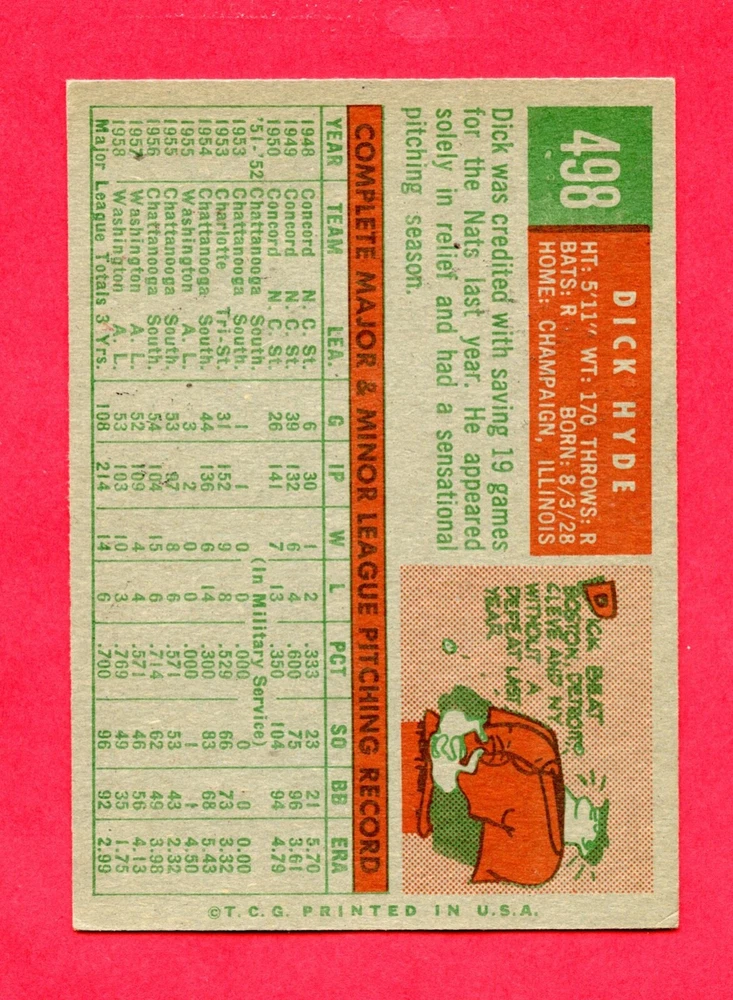 498
DICK HYDE
HT: 5'11" WT: 170 THROWS: R
BATS: R BORN: 8/3/28
HOME: CHAMPAIGN, ILLINOIS
Dick was credited with saving 19 games
for the Nats last year. He appeared
solely in relief and had a sensational
pitching season.
DICK BEAT
BOSTON, DETROIT,
CLEVE AND NY
WITHOUT A
DEFEAT LAST
YEAR
COMPLETE MAJOR & MINOR LEAGUE PITCHING RECORD
YEAR TEAM LEA. G IP W L PCT SO BB ERA
1948 Concord N. C. St. 6 30 1 2 .333 23 21 5.70
1949 Concord N. C. St. 39 132 6 4 .600 75 96 3.61
1950 Concord N. C. St 26 141 7 13 .350 104 94 4.79
'51-'52 Chattanooga South. (In Military Service)
1953 Chattanooga South. 1 1 0 0 .000 0 0 0.00
1953 Charlotte Tri-St. 31 152 9 8 .529 66 73 3.32
1954 Chattanooga South. 44 136 6 14 .300 83 68 5.43
1955 Washington A. L. 3 2 0 0 .000 1 1 4.50
1955 Chattanooga South. 53 97 8 6 .571 53 43 2.32
1956 Chattanooga South. 54 104 15 6 .714 62 49 3.98
1957 Washington A. L. 52 109 4 3 .571 46 56 4.13
1958 Washington A. L. 53 103 10 3 .769 49 35 1.75
Major League Totals 3 Yrs. 108 214 14 6 .700 96 92 2.99
©T.C.G. PRINTED IN U.S.A.